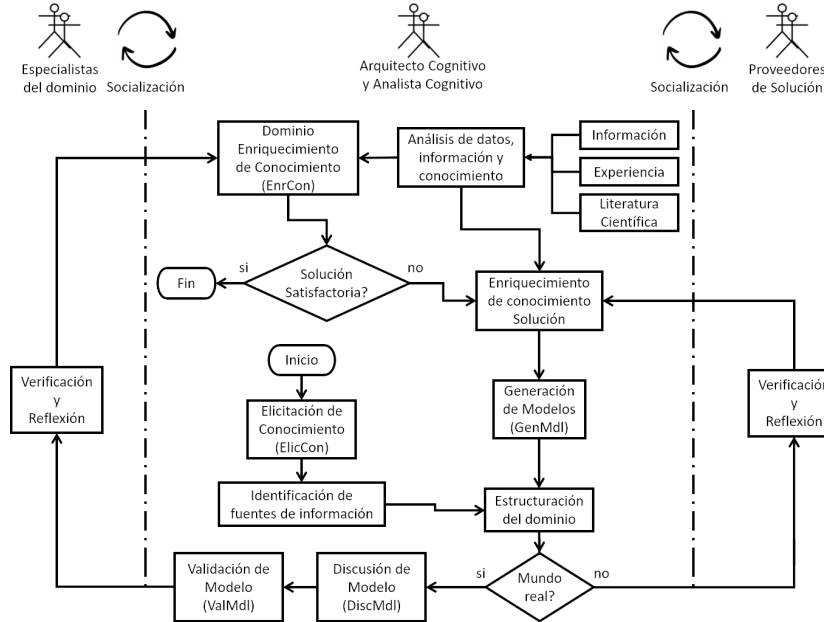 Especialistas
del dominio
Socialización
Arquitecto Cognitivo
y Analista Cognitivo
Socialización
Proveedores
de Solución
Dominio
Enriquecimiento
de Conocimiento
(EnrCon)
Análisis de datos,
información y
conocimiento
Información
Experiencia
Literatura
Científica
si
Solución
Satisfactoria?
no
Fin
Enriquecimiento
de conocimiento
Solución
Inicio
Verificación
y
Reflexión
Elicitación de
Conocimiento
(ElicCon)
Generación
de Modelos
(GenMdl)
Verificación
y
Reflexión
Identificación de
fuentes de información
Estructuración
del dominio
Validación de
Modelo
(ValMdl)
Discusión de
Modelo
(DiscMdl)
si
Mundo
real?
no